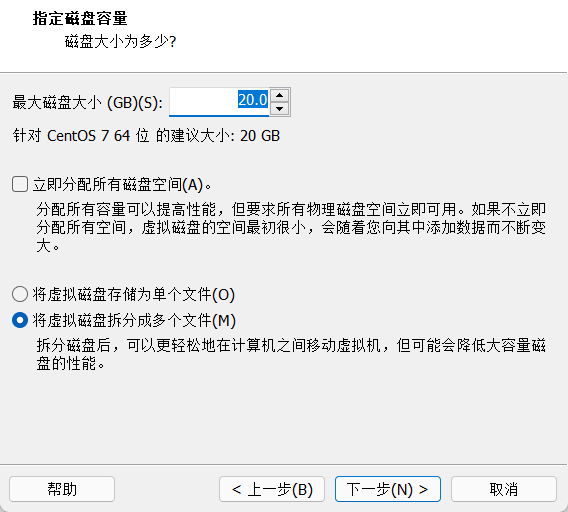 指定磁盘容量
磁盘大小为多少?
最大磁盘大小 (GB)(S): 20.0
针对 CentOS 7 64 位 的建议大小: 20 GB
立即分配所有磁盘空间(A)。
分配所有容量可以提高性能，但要求所有物理磁盘空间立即可用。如果不立即
分配所有空间，虚拟磁盘的空间最初很小，会随着您向其中添加数据而不断变
大。
将虚拟磁盘存储为单个文件(O)
将虚拟磁盘拆分成多个文件(M)
拆分磁盘后，可以更轻松地在计算机之间移动虚拟机，但可能会降低大容量磁
盘的性能。
帮助 < 上一步(B) 下一步(N) > 取消